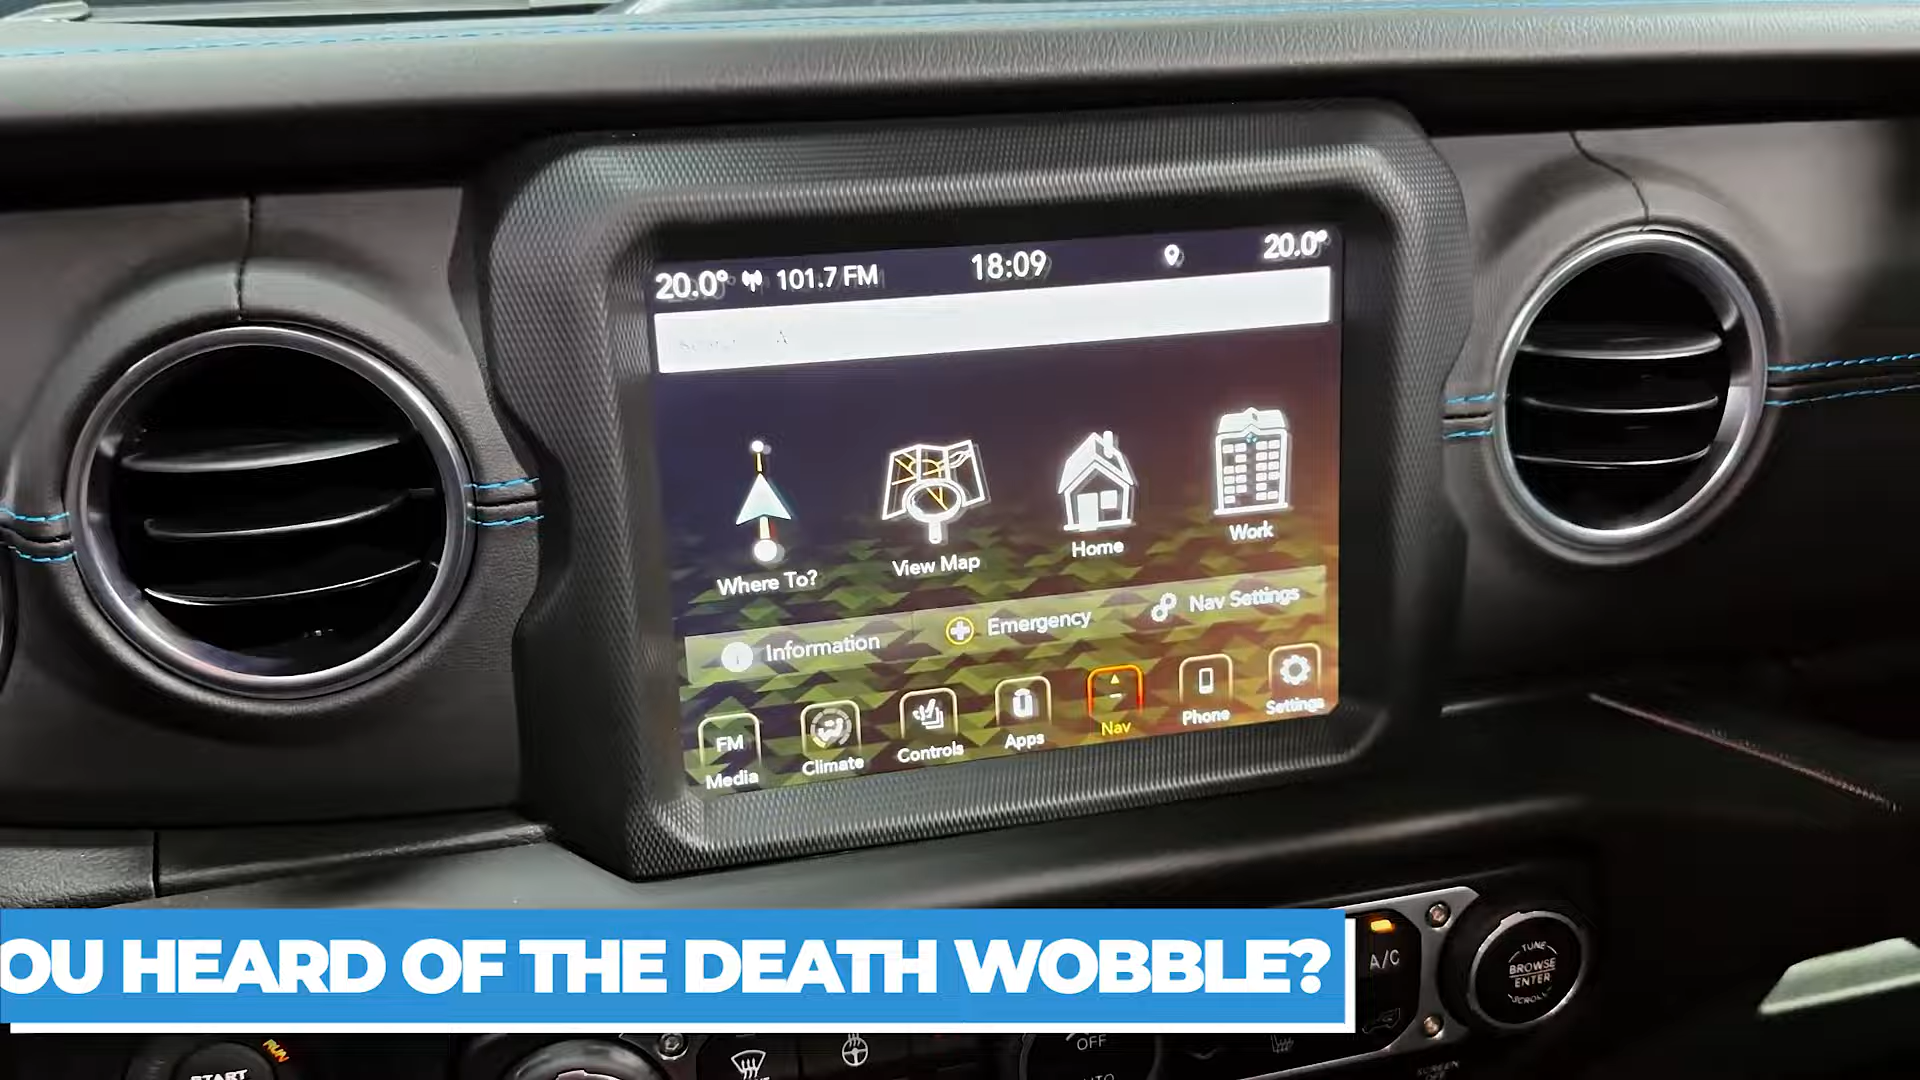 20.0° 101.7 FM 18:09 20.0°
Where To? View Map Home Work
Information Emergency Nav Settings
FM
Media Climate Controls Apps Nav Phone Settings
OU HEARD OF THE DEATH WOBBLE?
A/C
TUNE
BROWSE
ENTER
SCROLL
RUN
START
OFF
SCREEN
OFF